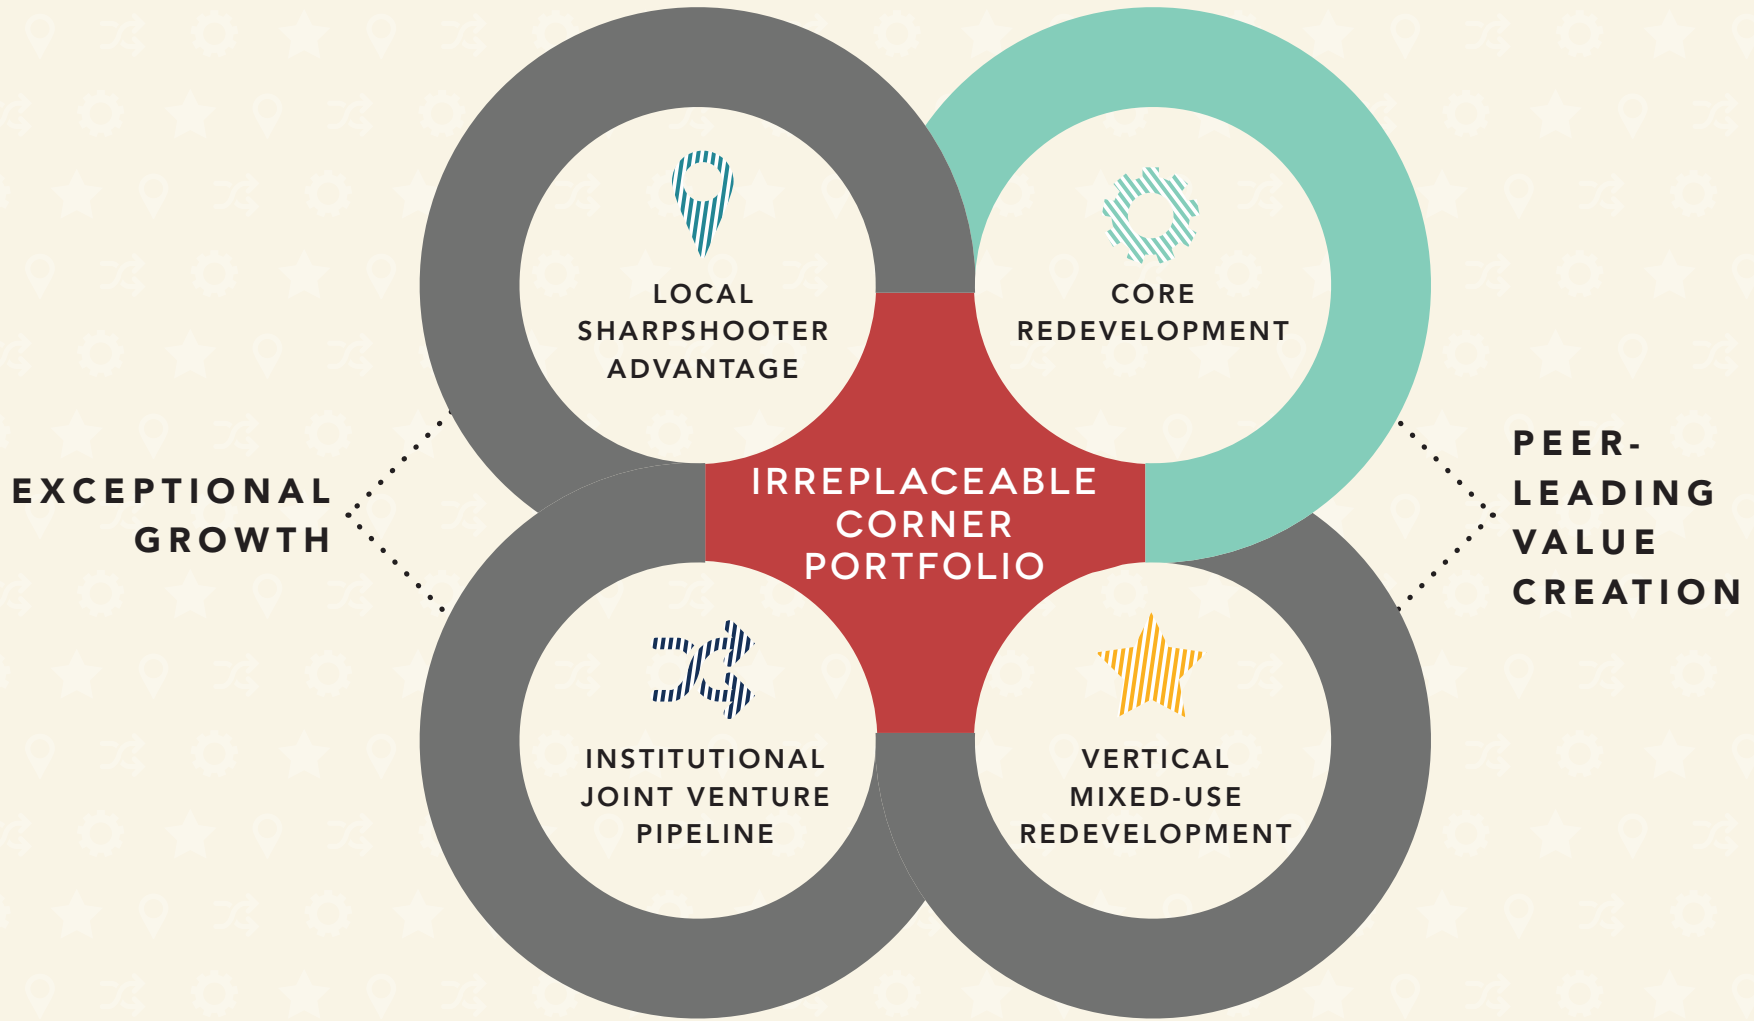 LOCAL
SHARPSHOOTER
ADVANTAGE
CORE
REDEVELOPMENT
EXCEPTIONAL
GROWTH
IRREPLACEABLE
CORNER
PORTFOLIO
PEER-
LEADING
VALUE
CREATION
INSTITUTIONAL
JOINT VENTURE
PIPELINE
VERTICAL
MIXED-USE
REDEVELOPMENT